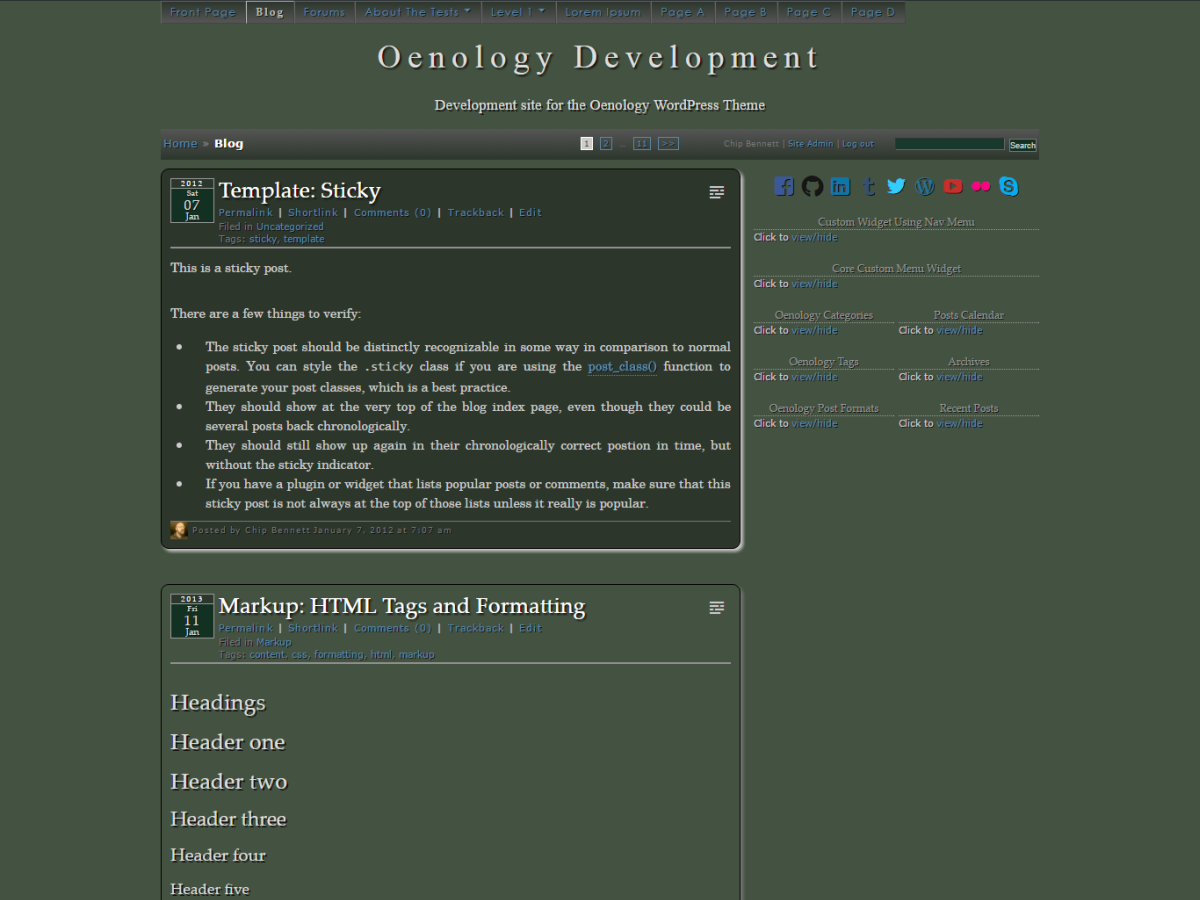 Front Page Blog Forums About The Tests Level 1 Lorem Ipsum Page A Page B Page C Page D
Oenology Development
Development site for the Oenology WordPress Theme
Home » Blog
1 2 ... 11 >>
Chip Bennett | Site Admin | Log out
Search
2012
Sat
07
Jan
Template: Sticky
Permalink | Shortlink | Comments (0) | Trackback | Edit
Filed in Uncategorized
Tags: sticky, template
This is a sticky post.
There are a few things to verify:
• The sticky post should be distinctly recognizable in some way in comparison to normal
posts. You can style the .sticky class if you are using the post_class() function to
generate your post classes, which is a best practice.
• They should show at the very top of the blog index page, even though they could be
several posts back chronologically.
• They should still show up again in their chronologically correct postion in time, but
without the sticky indicator.
• If you have a plugin or widget that lists popular posts or comments, make sure that this
sticky post is not always at the top of those lists unless it really is popular.
Posted by Chip Bennett January 7, 2012 at 7:07 am
2013
Fri
11
Jan
Markup: HTML Tags and Formatting
Permalink | Shortlink | Comments (0) | Trackback | Edit
Filed in Markup
Tags: content, css, formatting, html, markup
Headings
Header one
Header two
Header three
Header four
Header five
Custom Widget Using Nav Menu
Click to view/hide
Core Custom Menu Widget
Click to view/hide
Oenology Categories
Click to view/hide
Posts Calendar
Click to view/hide
Oenology Tags
Click to view/hide
Archives
Click to view/hide
Oenology Post Formats
Click to view/hide
Recent Posts
Click to view/hide